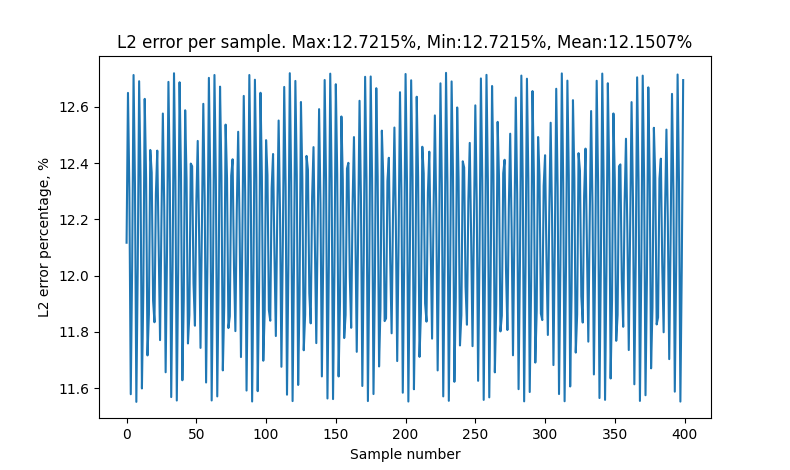 L2 error per sample. Max:12.7215%, Min:12.7215%, Mean:12.1507%
L2 error percentage, %
12.6
12.4
12.2
12.0
11.8
11.6
0 50 100 150 200 250 300 350 400
Sample number